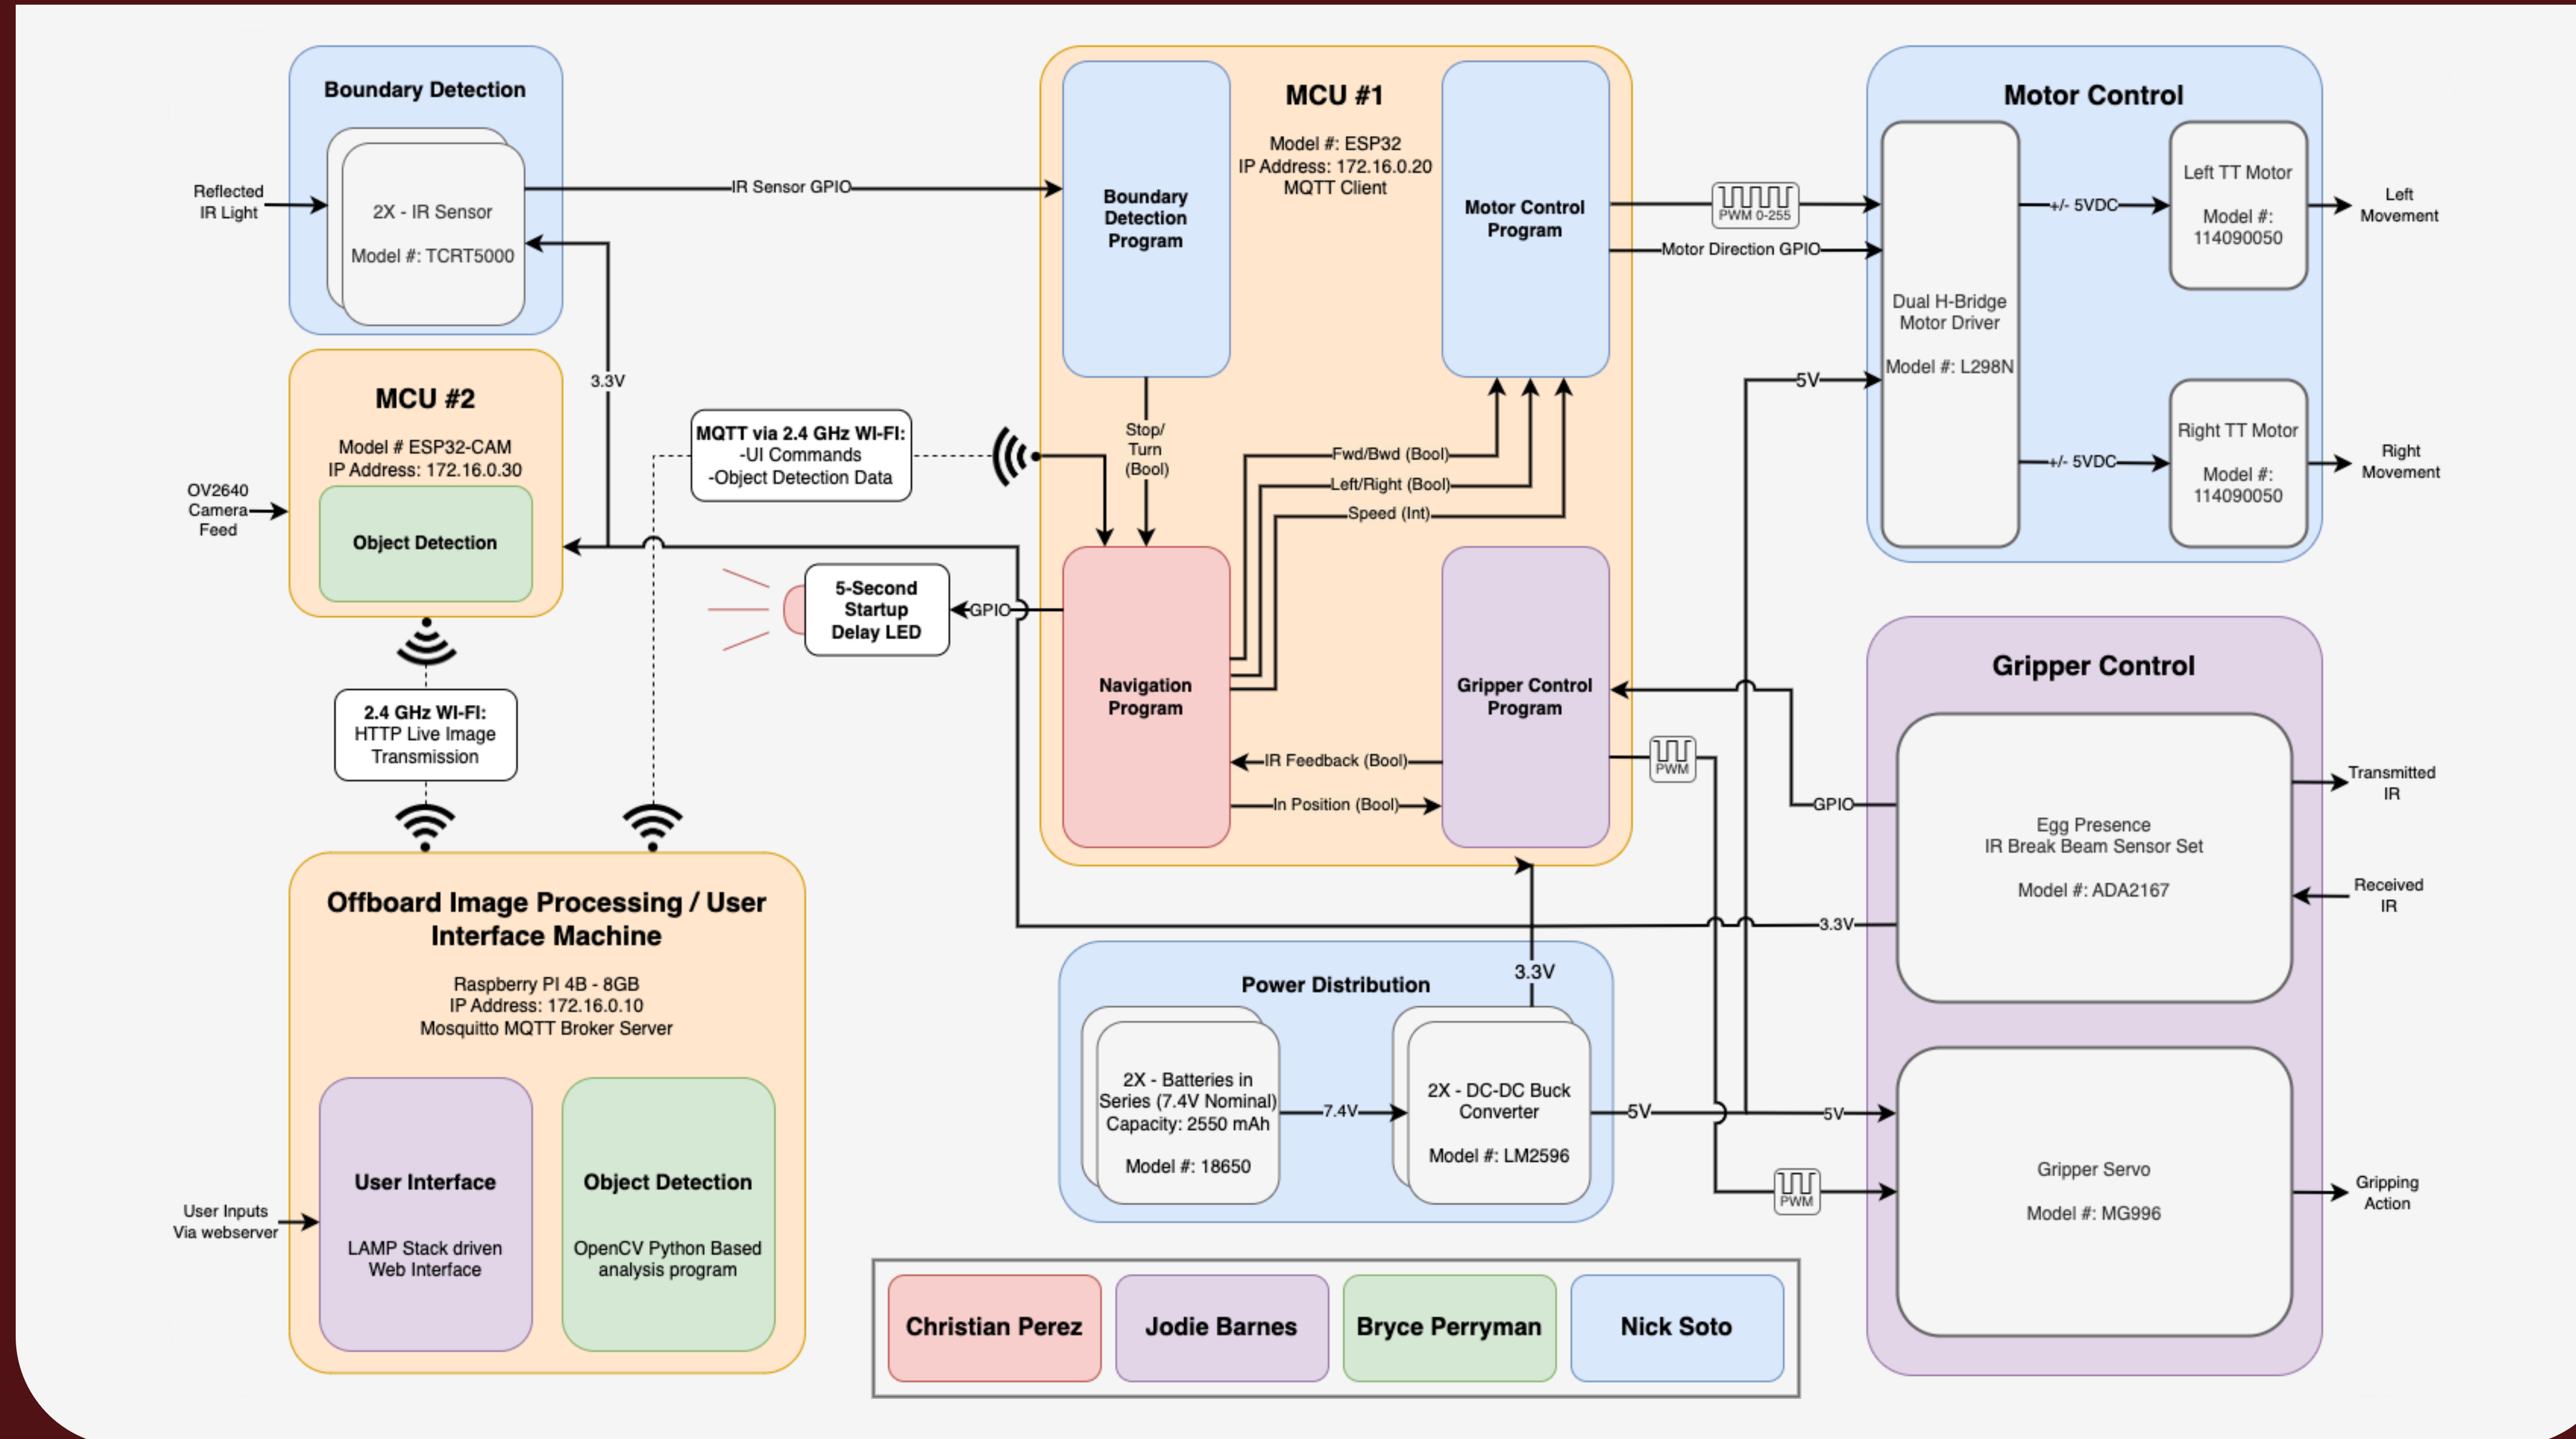 Boundary Detection
Reflected
IR Light
2X - IR Sensor
Model #: TCRT5000
IR Sensor GPIO
3.3V
MCU #2
Model # ESP32-CAM
IP Address: 172.16.0.30
OV2640
Camera
Feed
Object Detection
2.4 GHz WI-FI:
HTTP Live Image
Transmission
MQTT via 2.4 GHz WI-FI:
-UI Commands
-Object Detection Data
5-Second
Startup
Delay LED
GPIO
Offboard Image Processing / User
Interface Machine
Raspberry PI 4B - 8GB
IP Address: 172.16.0.10
Mosquitto MQTT Broker Server
User Inputs
Via webserver
User Interface
LAMP Stack driven
Web Interface
Object Detection
OpenCV Python Based
analysis program
MCU #1
Model #: ESP32
IP Address: 172.16.0.20
MQTT Client
Boundary
Detection
Program
Motor Control
Program
Stop/
Turn
(Bool)
Fwd/Bwd (Bool)
Left/Right (Bool)
Speed (Int)
Navigation
Program
Gripper Control
Program
IR Feedback (Bool)
In Position (Bool)
PWM 0-255
Motor Direction GPIO
5V
PWM
GPIO
3.3V
Motor Control
Dual H-Bridge
Motor Driver
Model #: L298N
+/- 5VDC
Left TT Motor
Model #:
114090050
Left
Movement
+/- 5VDC
Right TT Motor
Model #:
114090050
Right
Movement
Gripper Control
Egg Presence
IR Break Beam Sensor Set
Model #: ADA2167
Transmitted
IR
Received
IR
Gripper Servo
Model #: MG996
Gripping
Action
Power Distribution
3.3V
2X - Batteries in
Series (7.4V Nominal)
Capacity: 2550 mAh
Model #: 18650
7.4V
2X - DC-DC Buck
Converter
Model #: LM2596
5V
5V
PWM
Christian Perez
Jodie Barnes
Bryce Perryman
Nick Soto